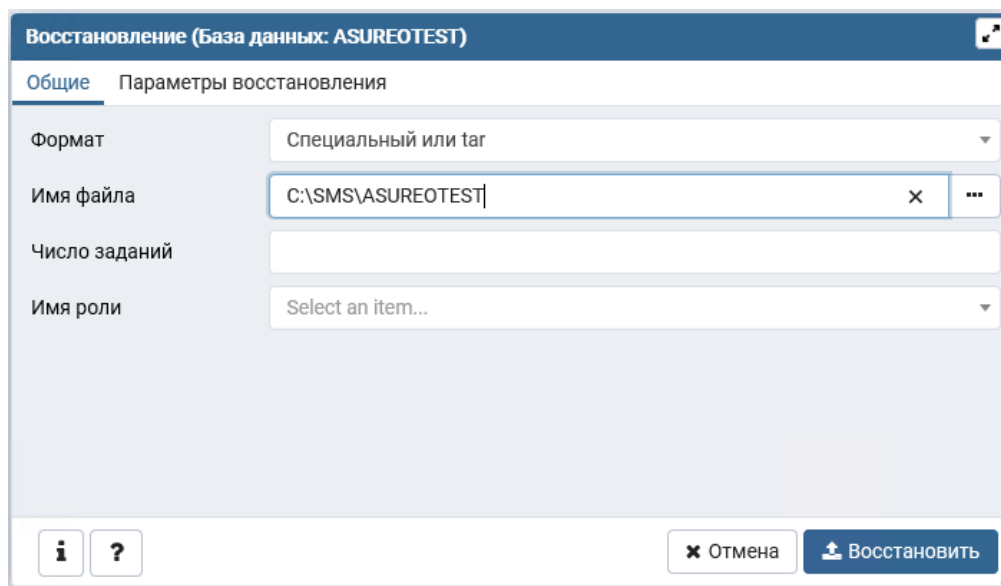 Восстановление (База данных: ASUREOTEST)
Общие Параметры восстановления
Формат Специальный или tar
Имя файла C:\SMS\ASUREOTEST
Число заданий
Имя роли Select an item...
i ? Отмена Восстановить